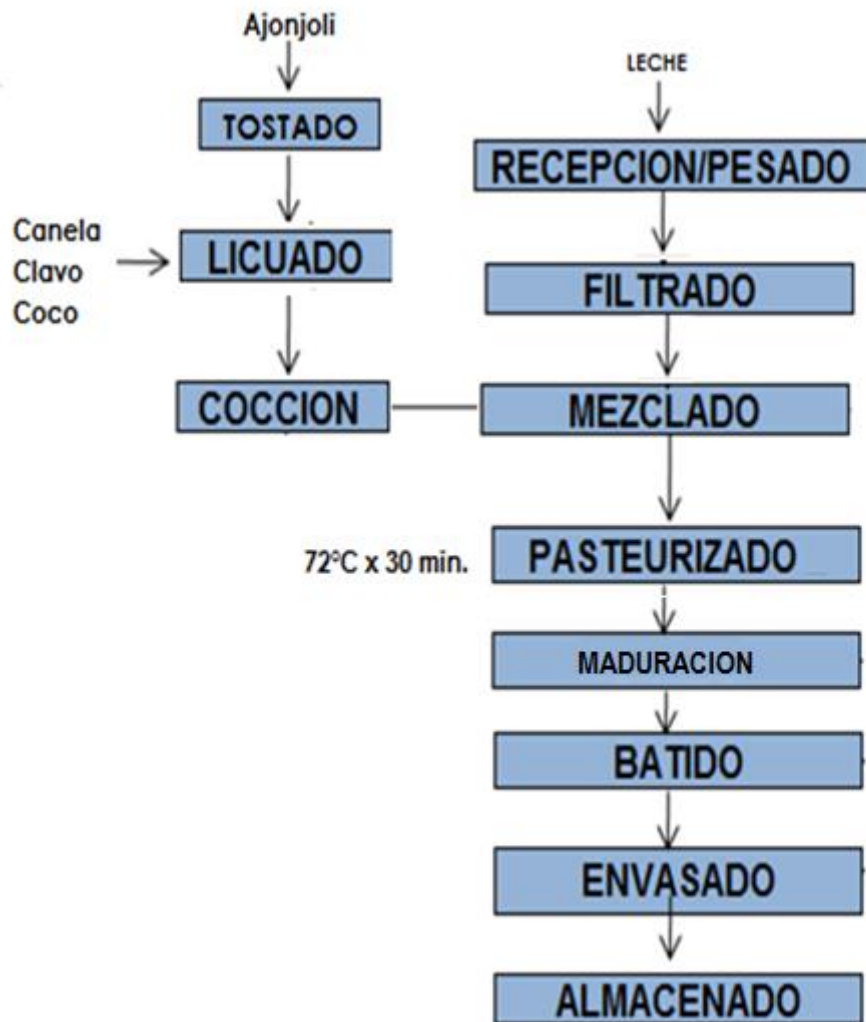 Ajonjoli
TOSTADO
Canela
Clavo
Coco
LICUADO
COCCION
LECHE
RECEPCION/PESADO
FILTRADO
MEZCLADO
72°C x 30 min.
PASTEURIZADO
MADURACION
BATIDO
ENVASADO
ALMACENADO